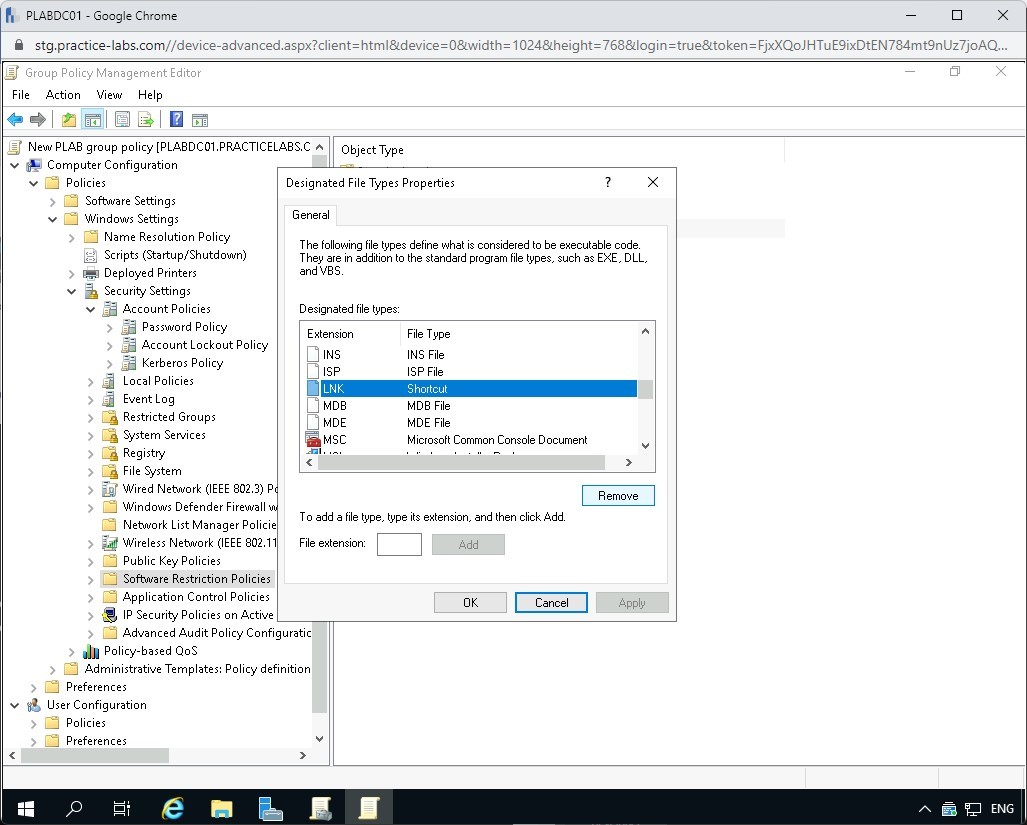 PLABDC01 - Google Chrome
stg.practice-labs.com//device-advanced.aspx?client=html&device=0&width=1024&height=768&login=true&token=FjxXQoJHTuE9ixDtEN784mt9nUz7joAQ...
Group Policy Management Editor
File Action View Help
New PLAB group policy [PLABDC01.PRACTICELABS.C
Computer Configuration
Policies
Software Settings
Windows Settings
Name Resolution Policy
Scripts (Startup/Shutdown)
Deployed Printers
Security Settings
Account Policies
Password Policy
Account Lockout Policy
Kerberos Policy
Local Policies
Event Log
Restricted Groups
System Services
Registry
File System
Wired Network (IEEE 802.3) Po
Windows Defender Firewall w
Network List Manager Policie
Wireless Network (IEEE 802.11
Public Key Policies
Software Restriction Policies
Application Control Policies
IP Security Policies on Active
Advanced Audit Policy Configuratic
Policy-based QoS
Administrative Templates: Policy definition
Preferences
User Configuration
Policies
Preferences
Object Type
Designated File Types Properties
?
General
The following file types define what is considered to be executable code.
They are in addition to the standard program file types, such as EXE, DLL,
and VBS.
Designated file types:
Extension File Type
INS INS File
ISP ISP File
LNK Shortcut
MDB MDB File
MDE MDE File
MSC Microsoft Common Console Document
Remove
To add a file type, type its extension, and then click Add.
File extension: Add
OK Cancel Apply
ENG